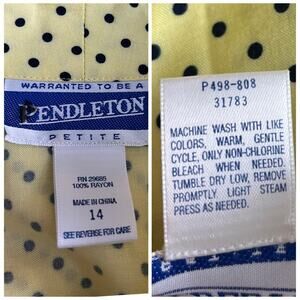 WARRANTED TO BE A
PENDLETON
PETITE
RN 29685
100% RAYON
MADE IN CHINA
14
SEE REVERSE FOR CARE
P498-808
31783
MACHINE WASH WITH LIKE
COLORS, WARM, GENTLE
CYCLE, ONLY NON-CHLORINE
BLEACH WHEN NEEDED.
TUMBLE DRY LOW, REMOVE
PROMPTLY LIGHT STEAM
PRESS AS NEEDED.